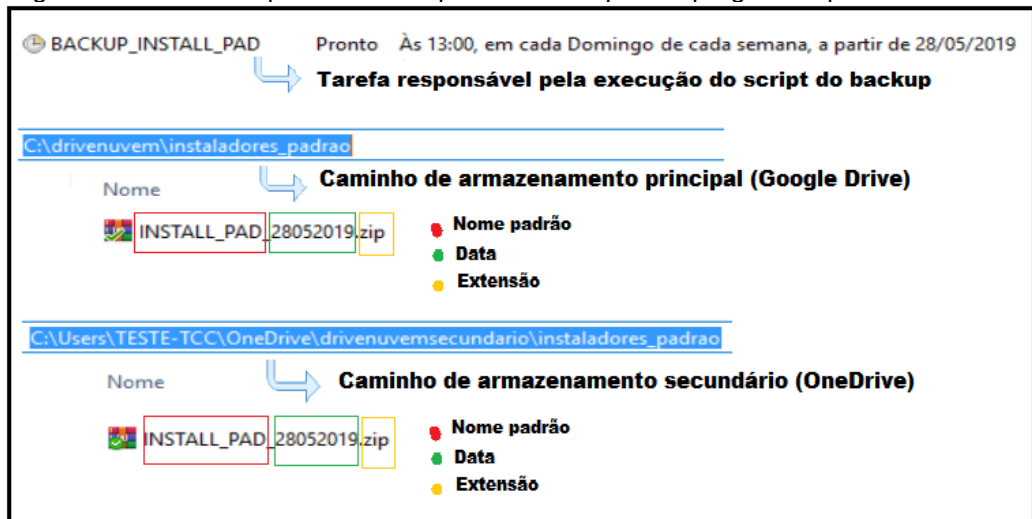 BACKUP_INSTALL_PAD Pronto Às 13:00, em cada Domingo de cada semana, a partir de 28/05/2019
Tarefa responsável pela execução do script do backup
C:\drivenuvem\instaladores_padrao
Caminho de armazenamento principal (Google Drive)
Nome
INSTALL_PAD_28052019.zip
Nome padrão
Data
Extensão
C:\Users\TESTE-TCC\OneDrive\drivenuvemsecundario\instaladores_padrao
Caminho de armazenamento secundário (OneDrive)
Nome
INSTALL_PAD_28052019.zip
Nome padrão
Data
Extensão